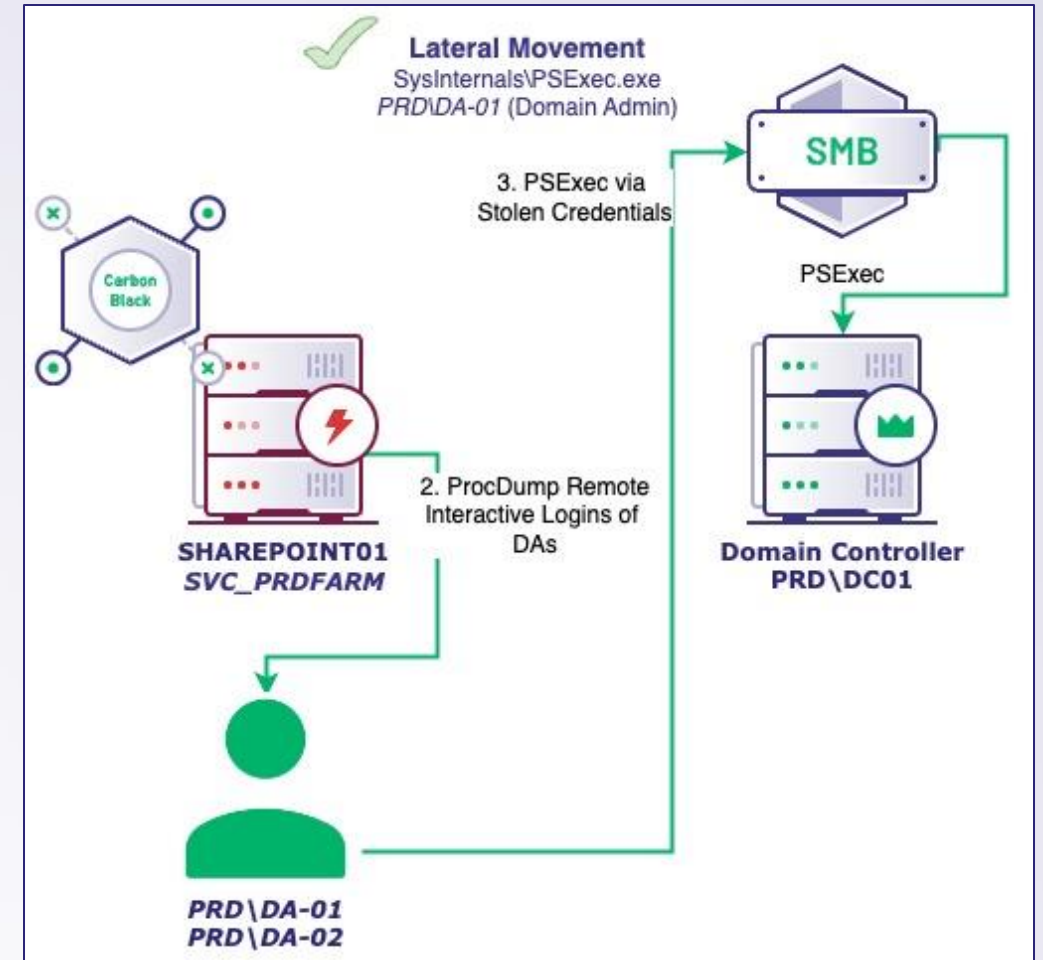 Lateral Movement
SysInternals\PSExec.exe
PRD\DA-01 (Domain Admin)
SMB
3. PSExec via
Stolen Credentials
Carbon
Black
PSExec
2. ProcDump Remote
Interactive Logins of
DAs
SHAREPOINT01
SVC_PRDFARM
Domain Controller
PRD\DC01
PRD\DA-01
PRD\DA-02